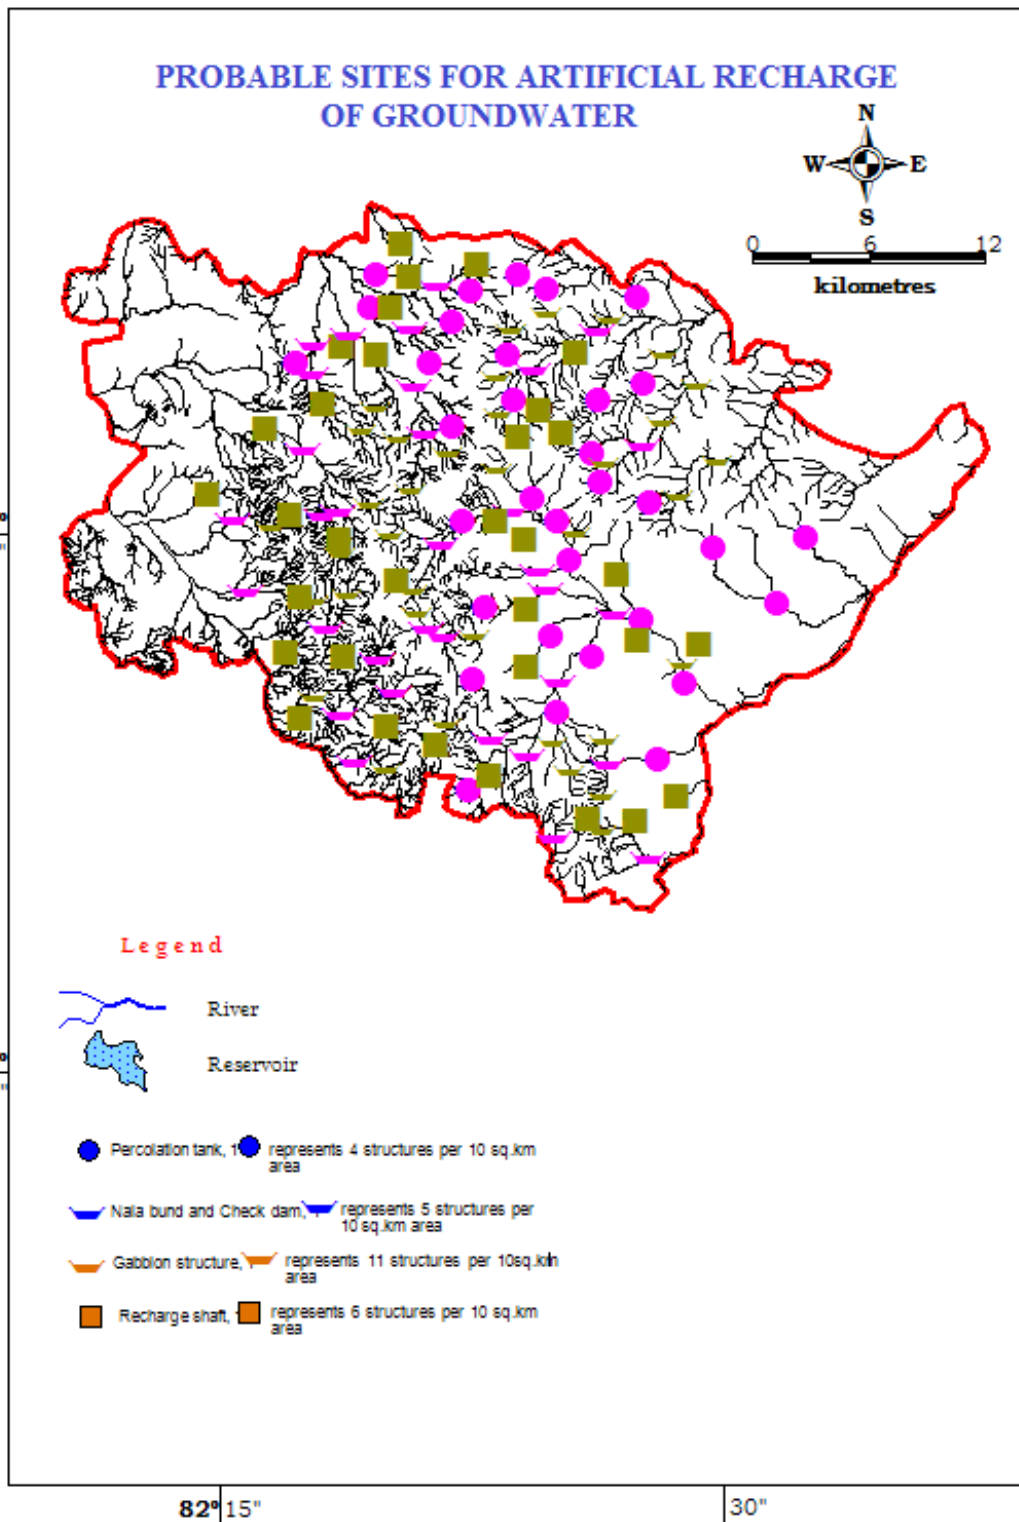 PROBABLE SITES FOR ARTIFICIAL RECHARGE
OF GROUNDWATER
N
W E
S
0 6 12
kilometres
Legend
River
Reservoir
Percolation tank, represents 4 structures per 10 sq.km
area
Nala bund and Check dam, represents 5 structures per
10 sq.km area
Gabbion structure, represents 11 structures per 10sq.km
area
Recharge shaft, represents 6 structures per 10 sq.km
area
82° 15" 30"